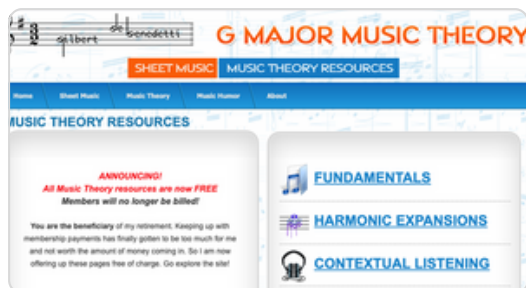 gilbert de benedetti
G MAJOR MUSIC THEORY
SHEET MUSIC MUSIC THEORY RESOURCES
Home Sheet Music Music Theory Music Humor About
MUSIC THEORY RESOURCES
ANNOUNCING!
All Music Theory resources are now FREE
Members will no longer be billed!
You are the beneficiary of my retirement. Keeping up with
membership payments has finally gotten to be too much for me
and not worth the amount of money coming in. So I am now
offering up these pages free of charge. Go explore the site!
FUNDAMENTALS
HARMONIC EXPANSIONS
CONTEXTUAL LISTENING